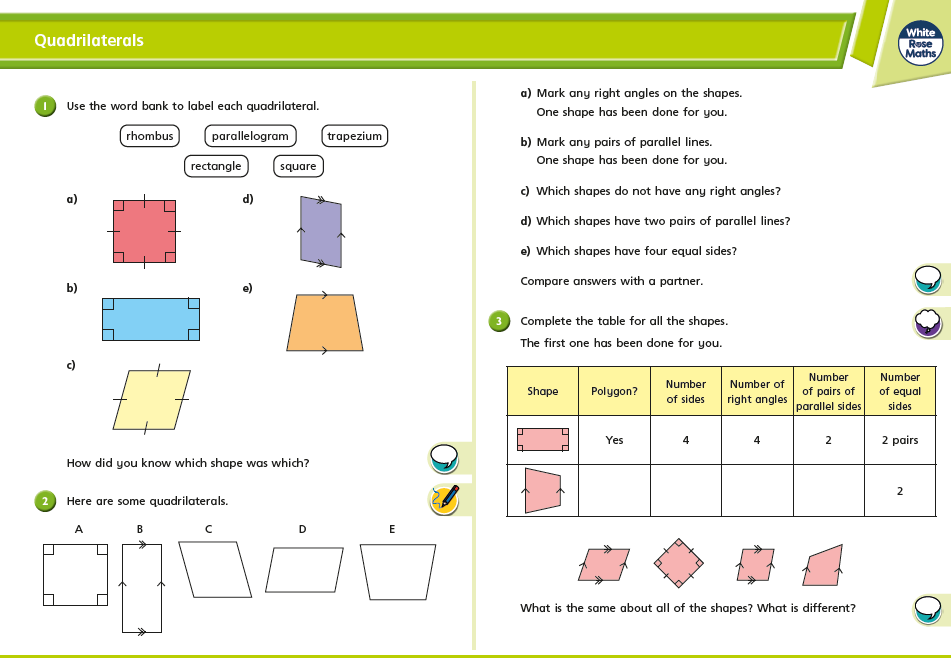 Quadrilaterals
White
Rose
Maths
1 Use the word bank to label each quadrilateral.
rhombus parallelogram trapezium
rectangle square
a) d)
b) e)
c)
How did you know which shape was which?
2 Here are some quadrilaterals.
A B C D E
a) Mark any right angles on the shapes.
One shape has been done for you.
b) Mark any pairs of parallel lines.
One shape has been done for you.
c) Which shapes do not have any right angles?
d) Which shapes have two pairs of parallel lines?
e) Which shapes have four equal sides?
Compare answers with a partner.
3 Complete the table for all the shapes.
The first one has been done for you.
Shape Polygon? Number of sides Number of right angles Number of pairs of parallel sides Number of equal sides
Yes 4 4 2 2 pairs
2
What is the same about all of the shapes? What is different?